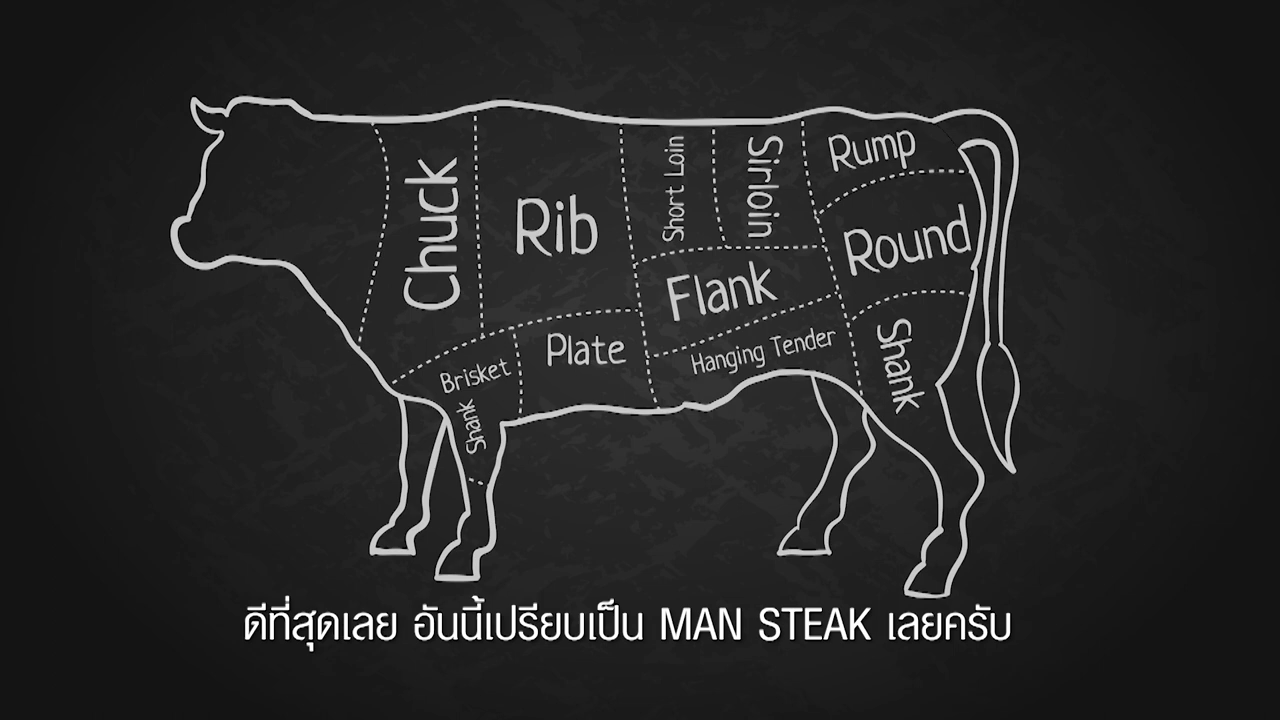 Chuck
Rib
Short Loin
Sirloin
Rump
Round
Flank
Plate
Hanging Tender
Brisket
Shank
Shank
ดีที่สุดเลย อันนี้เปรียบเป็น MAN STEAK เลยครับ